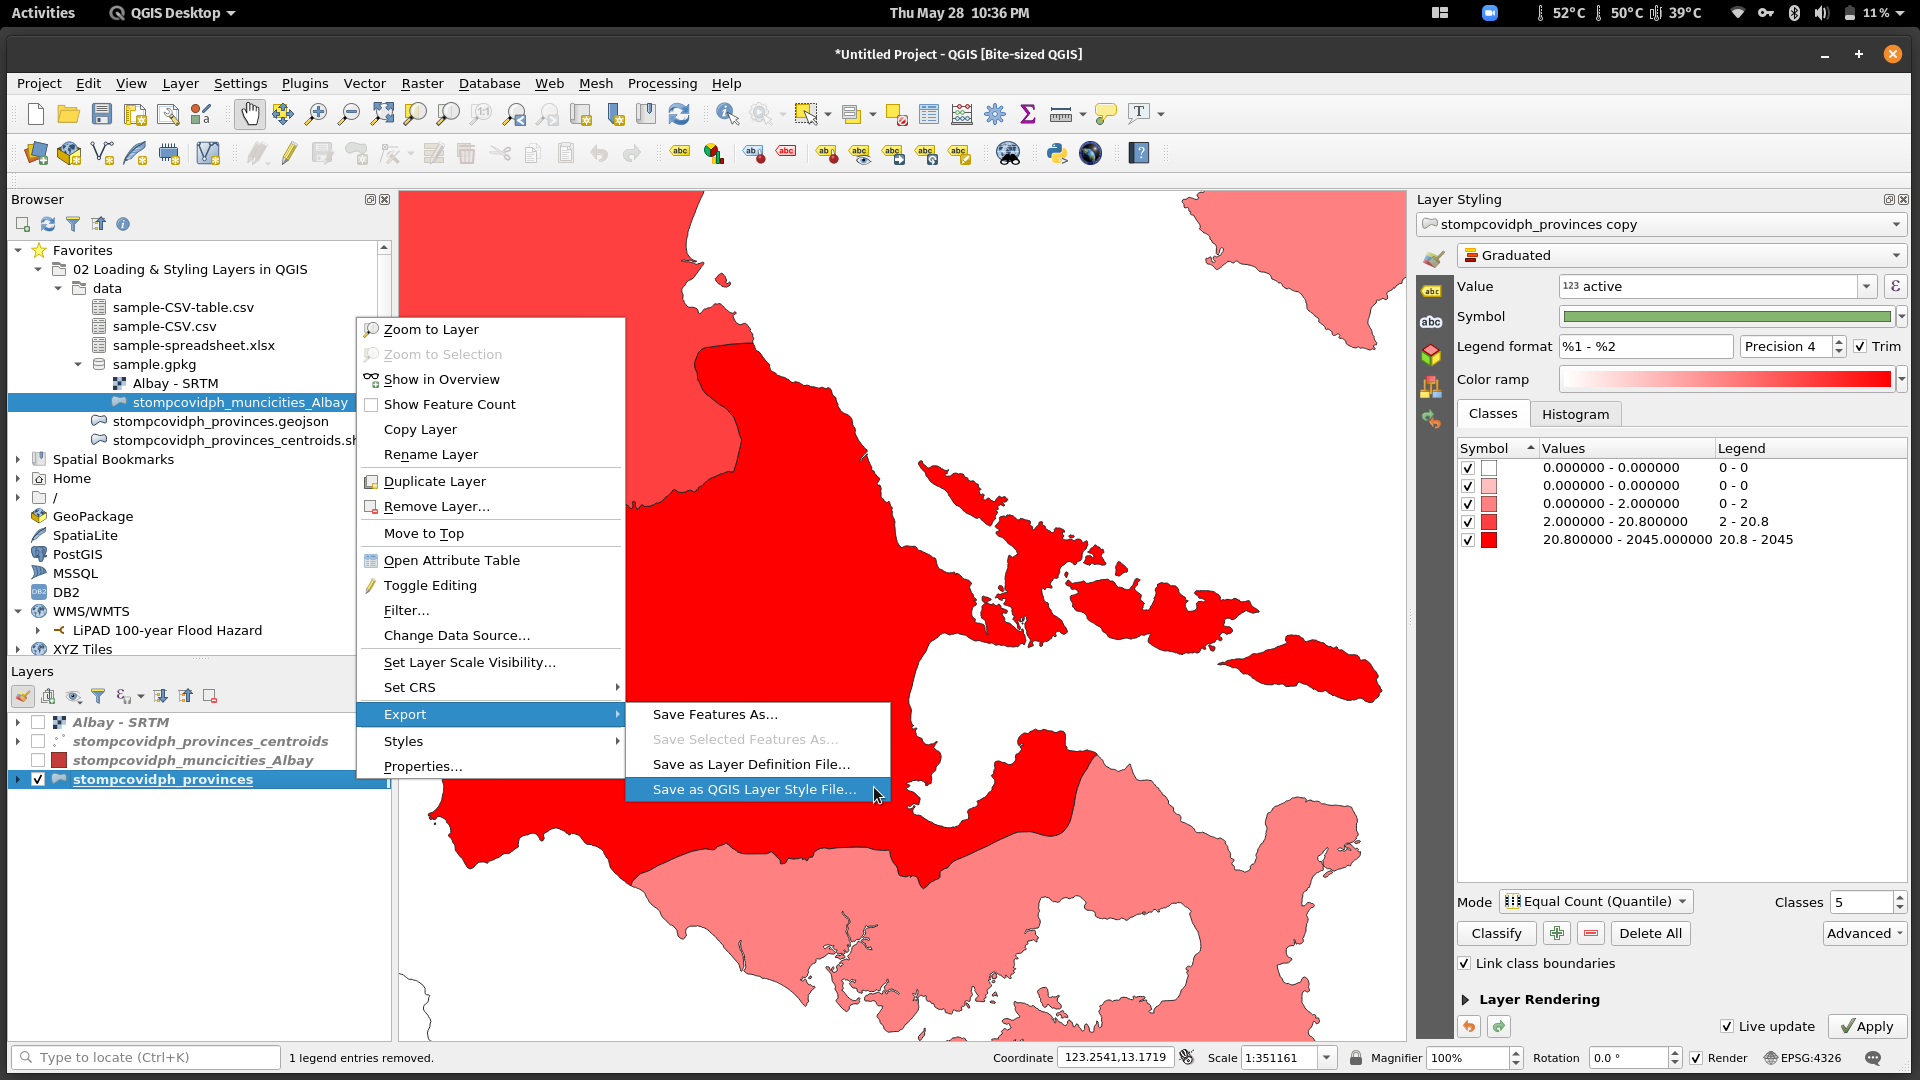 Activities
QGIS Desktop
Thu May 28 10:36 PM
52°C
50°C
39°C
11 %
*Untitled Project - QGIS [Bite-sized QGIS]
Project Edit View Layer Settings Plugins Vector Raster Database Web Mesh Processing Help
Browser
Favorites
02 Loading & Styling Layers in QGIS
data
sample-CSV-table.csv
sample-CSV.csv
sample-spreadsheet.xlsx
sample.gpkg
Albay - SRTM
stompcovidph_muncicities_Albay
stompcovidph_provinces.geojson
stompcovidph_provinces_centroids.sh
Spatial Bookmarks
Home
/
GeoPackage
SpatiaLite
PostGIS
MSSQL
DB2
WMS/WMTS
LiPAD 100-year Flood Hazard
XYZ Tiles
Layers
Albay - SRTM
stompcovidph_provinces_centroids
stompcovidph_muncicities_Albay
stompcovidph_provinces
Zoom to Layer
Zoom to Selection
Show in Overview
Show Feature Count
Copy Layer
Rename Layer
Duplicate Layer
Remove Layer…
Move to Top
Open Attribute Table
Toggle Editing
Filter…
Change Data Source…
Set Layer Scale Visibility…
Set CRS
Export
Styles
Properties…
Save Features As…
Save Selected Features As…
Save as Layer Definition File…
Save as QGIS Layer Style File…
Layer Styling
stompcovidph_provinces copy
Graduated
Value 123 active ε
Symbol
Legend format %1 - %2 Precision 4 Trim
Color ramp
Classes Histogram
Symbol Values Legend
0.000000 - 0.000000 0 - 0
0.000000 - 0.000000 0 - 0
0.000000 - 2.000000 0 - 2
2.000000 - 20.800000 2 - 20.8
20.800000 - 2045.000000 20.8 - 2045
Mode Equal Count (Quantile) Classes 5
Classify Delete All Advanced
Link class boundaries
Layer Rendering
Live update Apply
Type to locate (Ctrl+K)
1 legend entries removed.
Coordinate 123.2541,13.1719
Scale 1:351161
Magnifier 100%
Rotation 0.0 °
Render
EPSG:4326